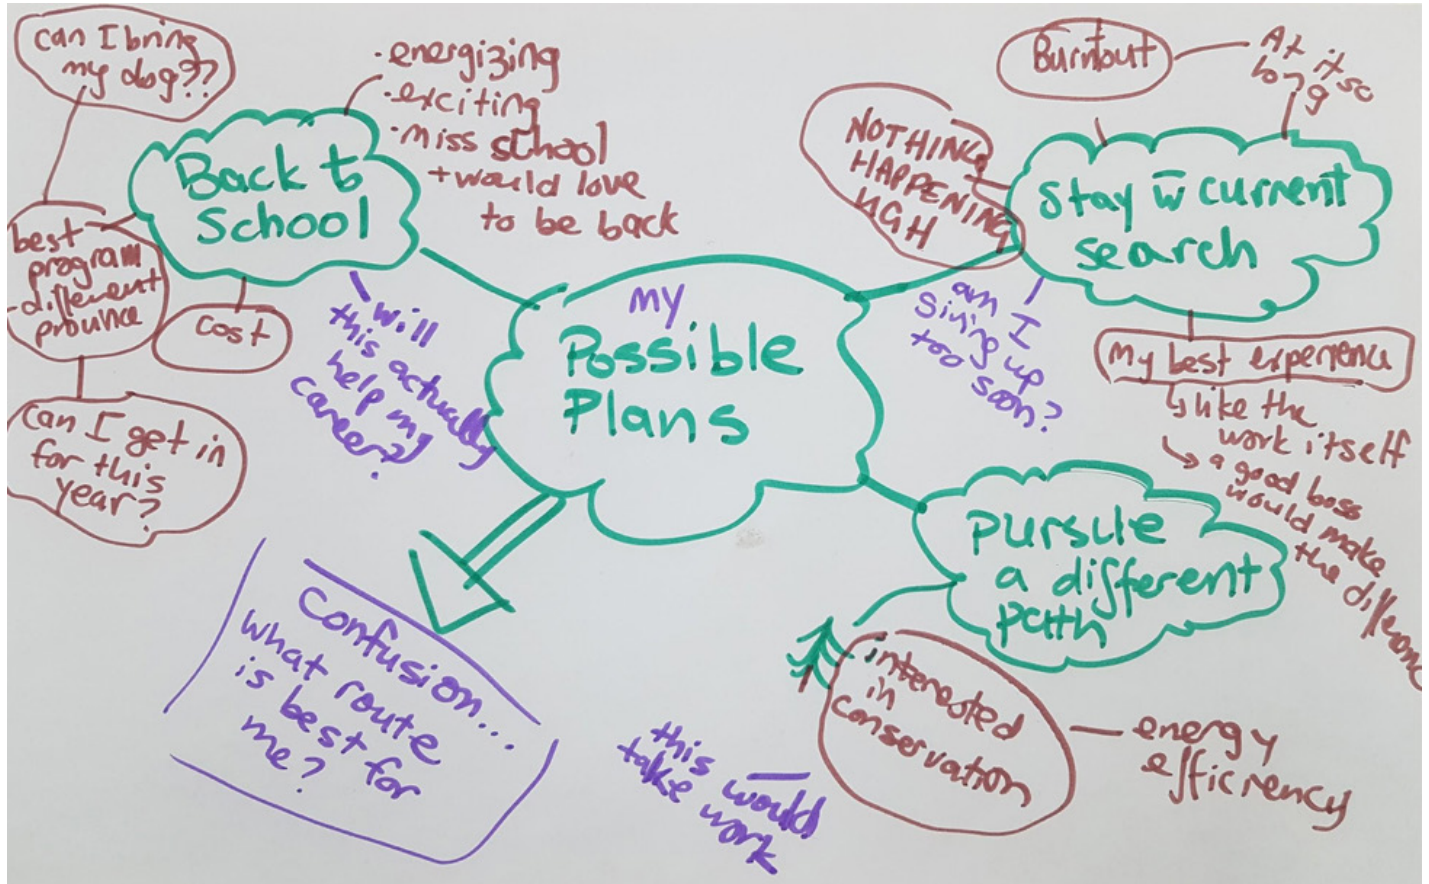 can I bring
my dog??
· energizing
· exciting
· miss school
+ would love
to be back
Back to
School
best
program
- different
province
cost
can I get in
for this
year?
- will
this actually
help my
career?
my
Possible
Plans
Burntout
At it so
long
NOTHING
HAPPENING
UGH
Stay w̄ current
search
am I
Sining up
too soon?
My best experience
↳ like the
work itself
↳ a good boss
would make
the difference
pursue
a different
path
interested
in
conservation
energy
efficiency
this would
take work
Confusion...
what route
is best for
me?